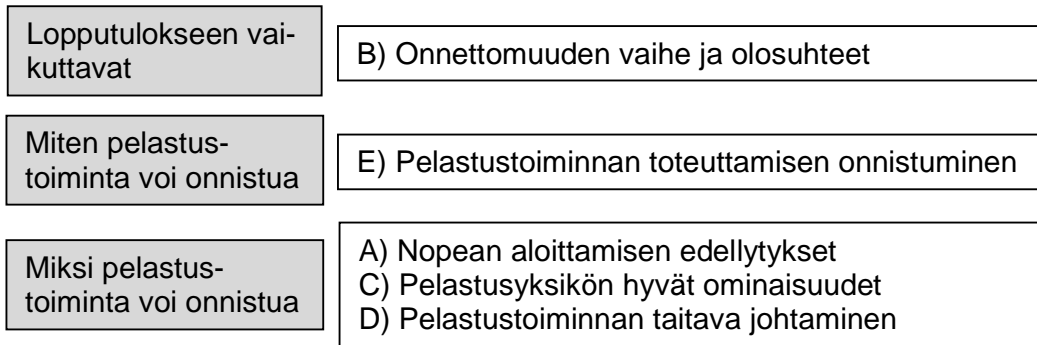 Lopputulokseen vai-
kuttavat
B) Onnettomuuden vaihe ja olosuhteet
Miten pelastus-
toiminta voi onnistua
E) Pelastustoiminnan toteuttamisen onnistuminen
Miksi pelastus-
toiminta voi onnistua
A) Nopean aloittamisen edellytykset
C) Pelastusyksikön hyvät ominaisuudet
D) Pelastustoiminnan taitava johtaminen